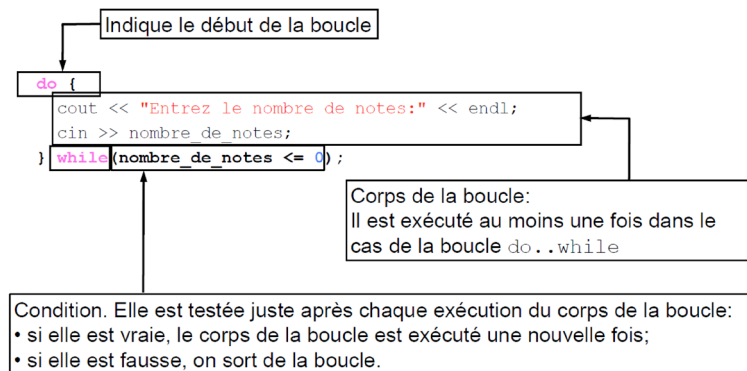 Indique le début de la boucle
do {
cout << "Entrez le nombre de notes:" << endl;
cin >> nombre_de_notes;
} while(nombre_de_notes <= 0);
Corps de la boucle:
Il est exécuté au moins une fois dans le
cas de la boucle do..while
Condition. Elle est testée juste après chaque exécution du corps de la boucle:
• si elle est vraie, le corps de la boucle est exécuté une nouvelle fois;
• si elle est fausse, on sort de la boucle.